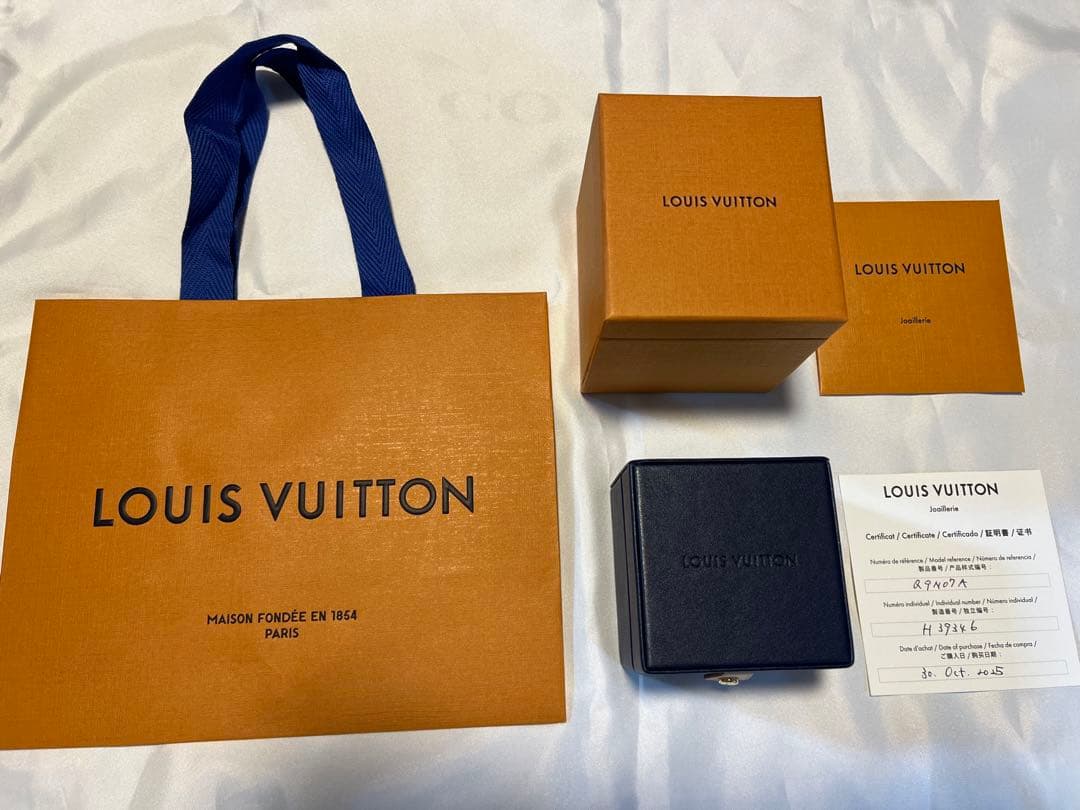 LOUIS VUITTON
MAISON FONDÉE EN 1854
PARIS
LOUIS VUITTON
LOUIS VUITTON
Joaillerie
LOUIS VUITTON
LOUIS VUITTON
Joaillerie
Certificat / Certificate / Certificado / 証明書 / 证书
Numéro de référence / Model reference / Número de referencia /
製品番号 / 产品样式编号 :
Q9N07A
Numéro individuel / Individual number / Número individual /
製造番号 / 独立编号 :
H39346
Date d'achat / Date of purchase / Fecha de compra /
ご購入日 / 购买日期 :
30. Oct. 2025